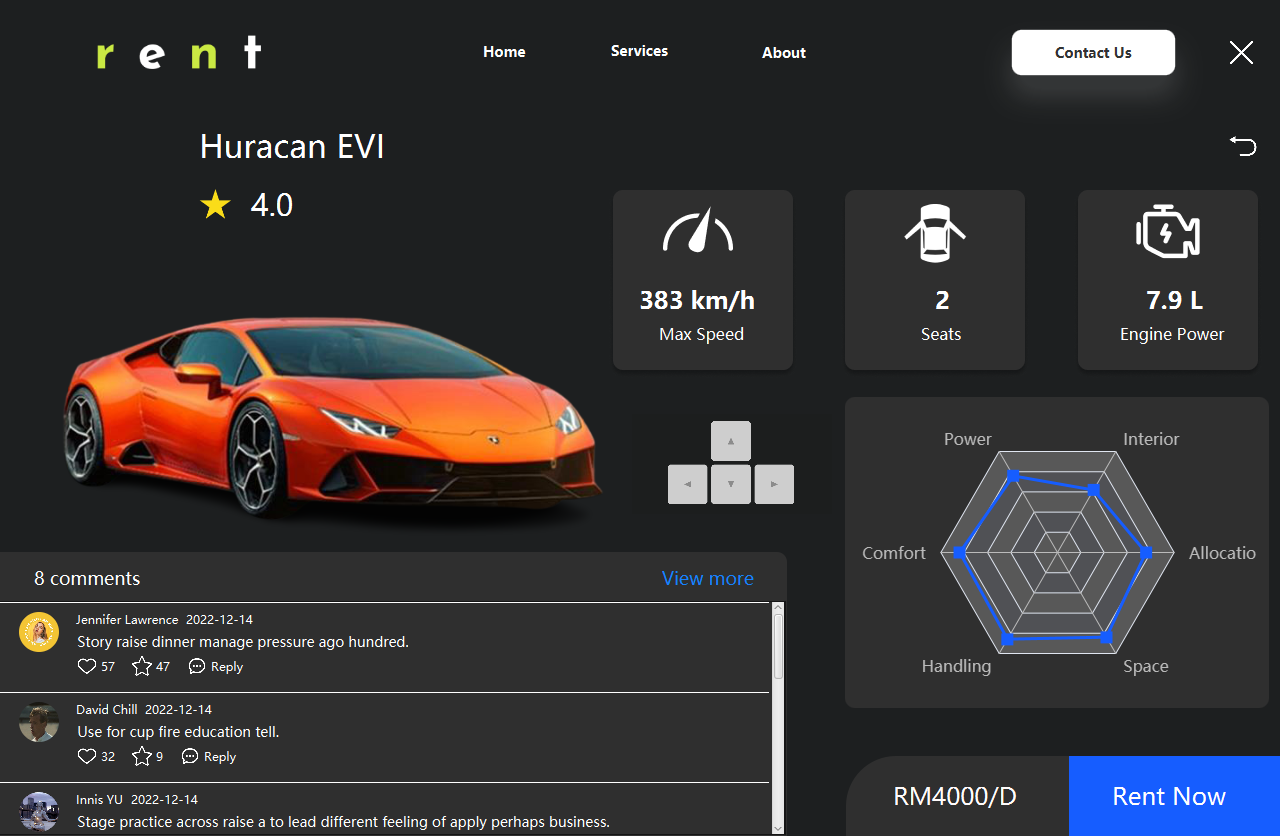 r e n t
Home
Services
About
Contact Us
Huracan EVI
4.0
383 km/h
Max Speed
2
Seats
7.9 L
Engine Power
Power
Interior
Comfort
Allocatio
Handling
Space
8 comments
View more
Jennifer Lawrence 2022-12-14
Story raise dinner manage pressure ago hundred.
57 47 Reply
David Chill 2022-12-14
Use for cup fire education tell.
32 9 Reply
Innis YU 2022-12-14
Stage practice across raise a to lead different feeling of apply perhaps business.
RM4000/D
Rent Now